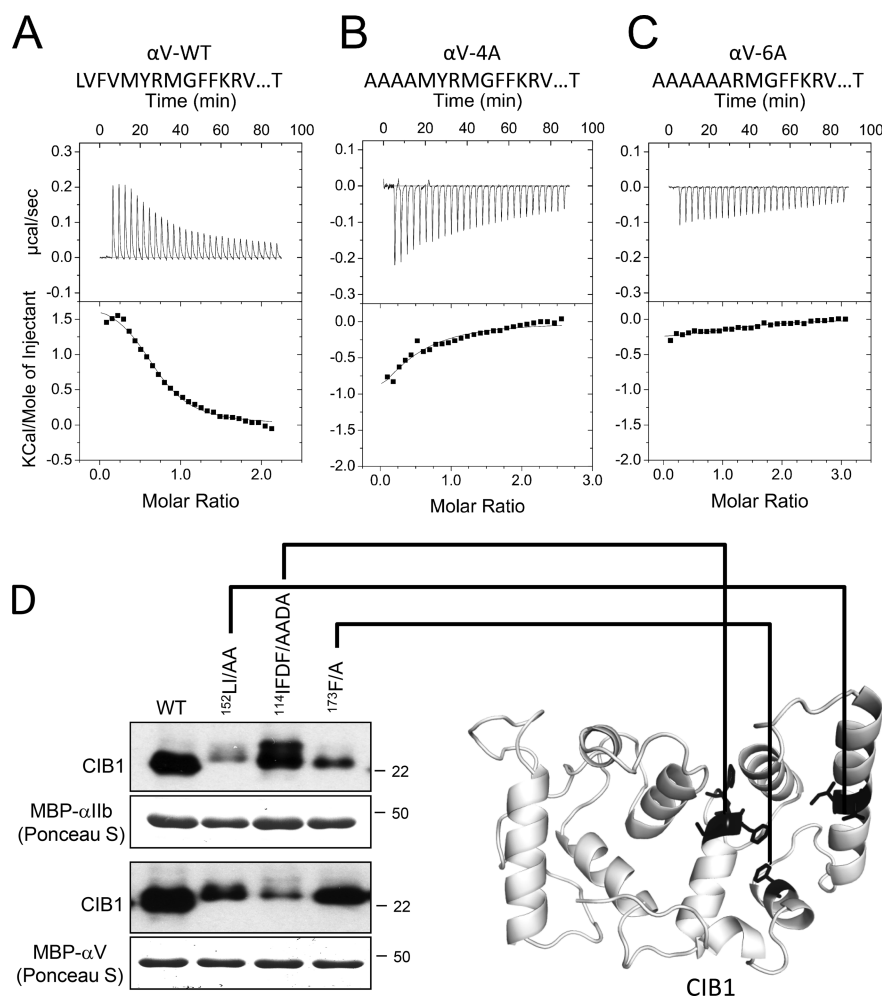 A
αV-WT
LVFVMYRMGFFKRV...T
Time (min)
0 20 40 60 80 100
0.3
0.2
0.1
0.0
-0.1
µcal/sec
1.5
1.0
0.5
0.0
-0.5
KCal/Mole of Injectant
0.0 1.0 2.0
Molar Ratio
B
αV-4A
AAAAMYRMGFFKRV...T
Time (min)
0 20 40 60 80 100
0.1
0.0
-0.1
-0.2
-0.3
0.0
-0.5
-1.0
-1.5
-2.0
0.0 1.0 2.0 3.0
Molar Ratio
C
αV-6A
AAAAAARMGFFKRV...T
Time (min)
0 20 40 60 80 100
0.1
0.0
-0.1
-0.2
-0.3
0.0
-0.5
-1.0
-1.5
-2.0
0.0 1.0 2.0 3.0
Molar Ratio
D
WT
152LI/AA
114IFDF/AADA
173F/A
CIB1
22
MBP-αIIb
(Ponceau S)
50
CIB1
22
MBP-αV
(Ponceau S)
50
CIB1